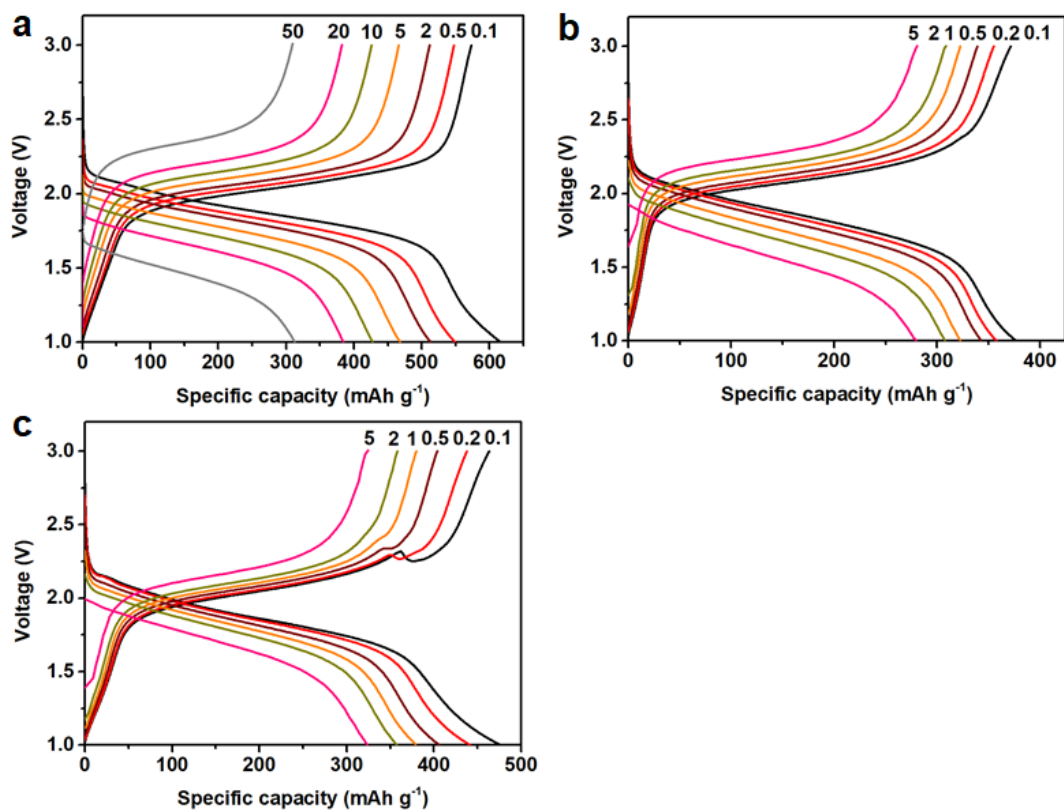 a
50 20 10 5 2 0.5 0.1
3.0
2.5
2.0
1.5
1.0
Voltage (V)
0 100 200 300 400 500 600
Specific capacity (mAh g⁻¹)
b
5 2 1 0.5 0.2 0.1
3.0
2.5
2.0
1.5
1.0
Voltage (V)
0 100 200 300 400
Specific capacity (mAh g⁻¹)
c
5 2 1 0.5 0.2 0.1
3.0
2.5
2.0
1.5
1.0
Voltage (V)
0 100 200 300 400 500
Specific capacity (mAh g⁻¹)